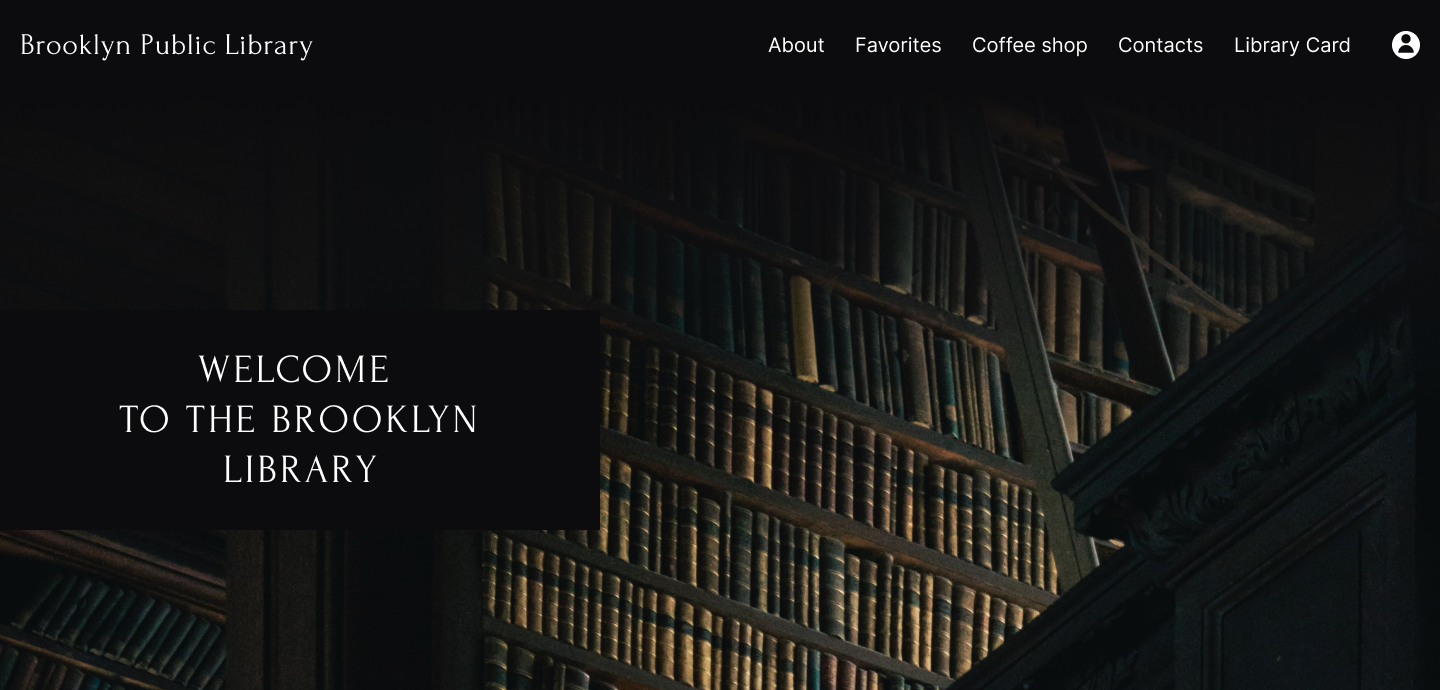 Brooklyn Public Library
About Favorites Coffee shop Contacts Library Card
WELCOME
TO THE BROOKLYN
LIBRARY